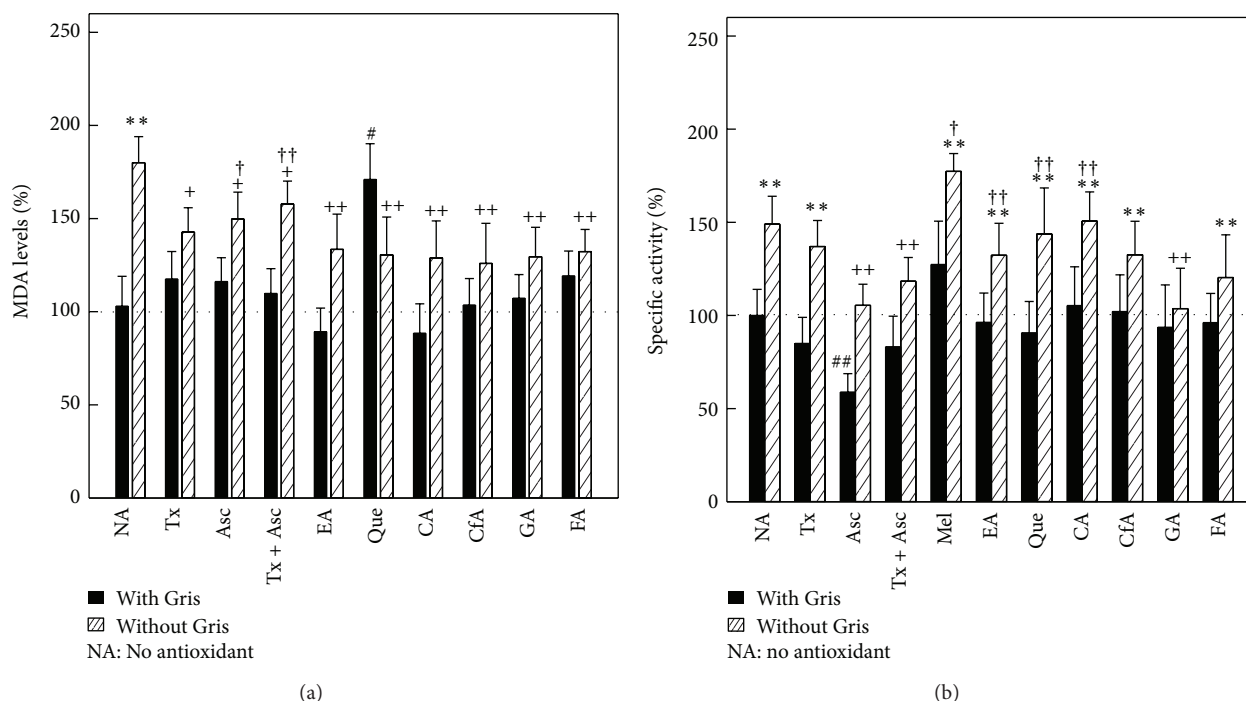 250
200
150
100
50
0
MDA levels (%)
**
+
†
+
††
+
++
#
++
++
++
++
++
NA
Tx
Asc
Tx + Asc
EA
Que
CA
CfA
GA
FA
With Gris
Without Gris
NA: No antioxidant
(a)
250
200
150
100
50
0
Specific activity (%)
**
**
##
++
++
†
**
††
**
††
**
††
**
**
++
**
NA
Tx
Asc
Tx + Asc
Mel
EA
Que
CA
CfA
GA
FA
With Gris
Without Gris
NA: no antioxidant
(b)